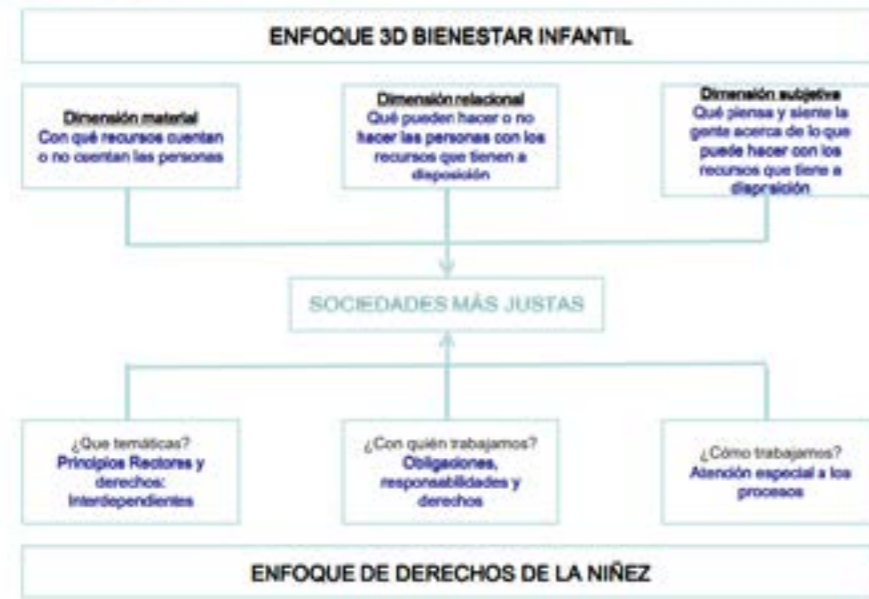 ENFOQUE 3D BIENESTAR INFANTIL
Dimensión material
Con qué recursos cuentan
o no cuentan las personas
Dimensión relacional
Qué pueden hacer o no
hacer las personas con los
recursos que tienen a
disposición
Dimensión subjetiva
Qué piensa y siente la
gente acerca de lo que
puede hacer con los
recursos que tiene a
disposición
SOCIEDADES MÁS JUSTAS
¿Que temáticas?
Principios Rectores y
derechos:
Interdependientes
¿Con quién trabajamos?
Obligaciones,
responsabilidades y
derechos
¿Cómo trabajamos?
Atención especial a los
procesos
ENFOQUE DE DERECHOS DE LA NIÑEZ